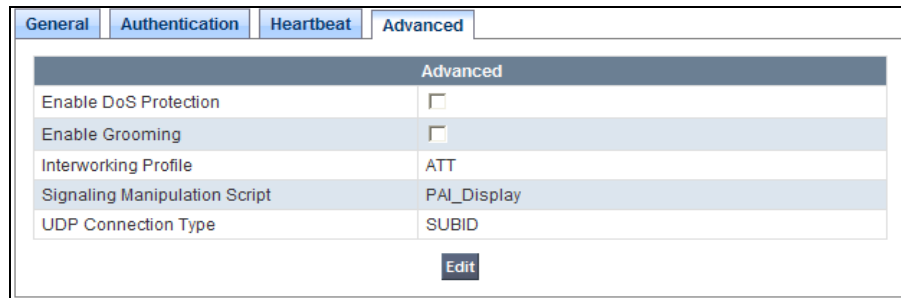 General Authentication Heartbeat Advanced
Advanced
Enable DoS Protection
Enable Grooming
Interworking Profile ATT
Signaling Manipulation Script PAI_Display
UDP Connection Type SUBID
Edit